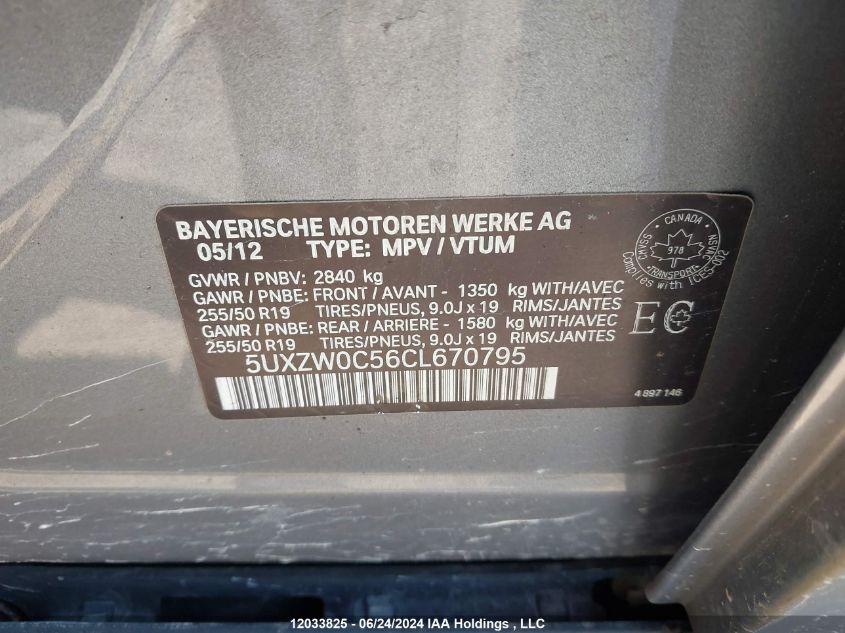 BAYERISCHE MOTOREN WERKE AG
05/12 TYPE: MPV / VTUM
GVWR / PNBV: 2840 kg
GAWR / PNBE: FRONT / AVANT - 1350 kg WITH/AVEC
255/50 R19 TIRES/PNEUS, 9.0J x 19 RIMS/JANTES
GAWR / PNBE: REAR / ARRIERE - 1580 kg WITH/AVEC
255/50 R19 TIRES/PNEUS, 9.0J x 19 RIMS/JANTES
5UXZW0C56CL670795
CANADA
CMVSS
978
NSVAC
TRANSPORT
Complies with ICES-002
EC
4 897 146
12033825 - 06/24/2024 IAA Holdings , LLC